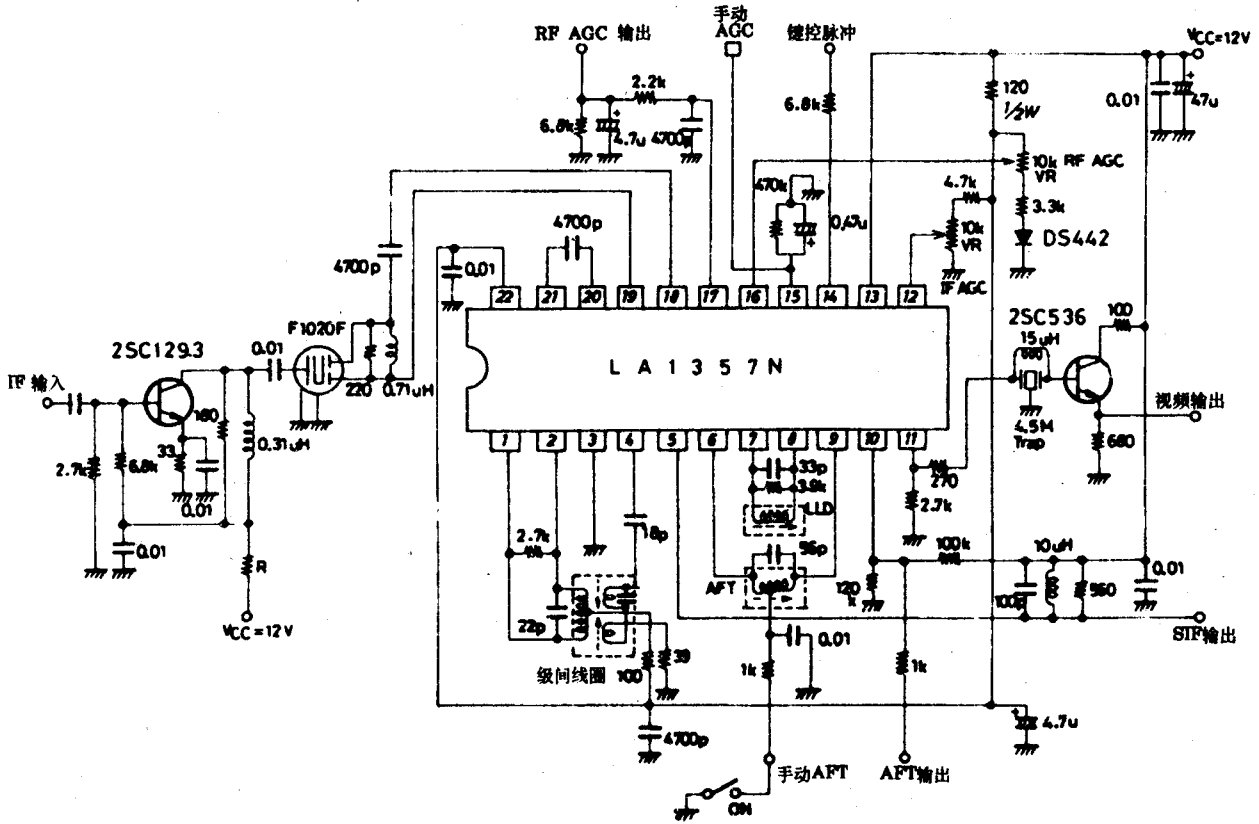 RF AGC 输出
手动
AGC
键控脉冲
VCC=12V
2.2k
6.8k
4.7u
4700p
6.8k
120
1/2W
0.01
47u
10k RF AGC
VR
470k
4.7k
3.3k
4700p
0.47u
10k
VR
DS442
4700p
0.01
IF AGC
22
21
20
19
18
17
16
15
14
13
12
F1020F
2SC536
100
2SC1293
0.01
15uH
LA1357N
220
0.71uH
IF 输入
180
视频输出
4.5M
Trap
680
1
2
3
4
5
6
7
8
9
10
11
33
0.31uH
2.7k
6.8k
33p
3.9k
270
0.01
LLD
2.7k
18p
2.7k
0.01
56p
100k
10uH
R
AFT
120
k
100p
560
0.01
22p
VCC=12V
0.01
SIF输出
级间线圈
100
39
1k
1k
4.7u
4700p
手动AFT
AFT输出
ON